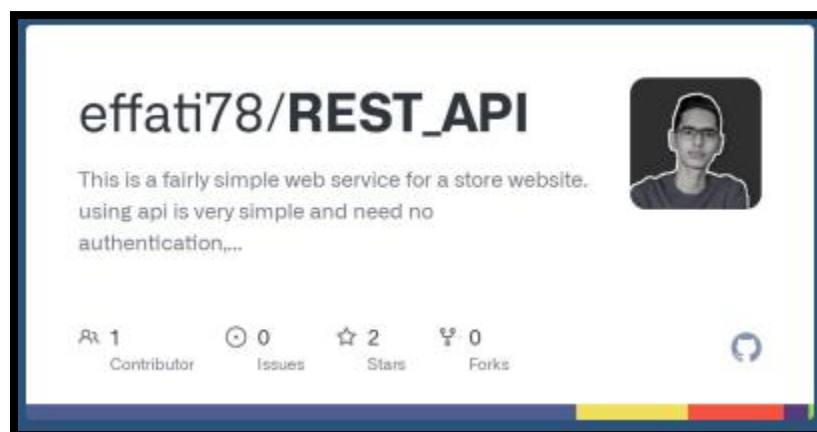 effati78/REST_API
This is a fairly simple web service for a store website.
using api is very simple and need no
authentication,...
1 0 2 0
Contributor Issues Stars Forks